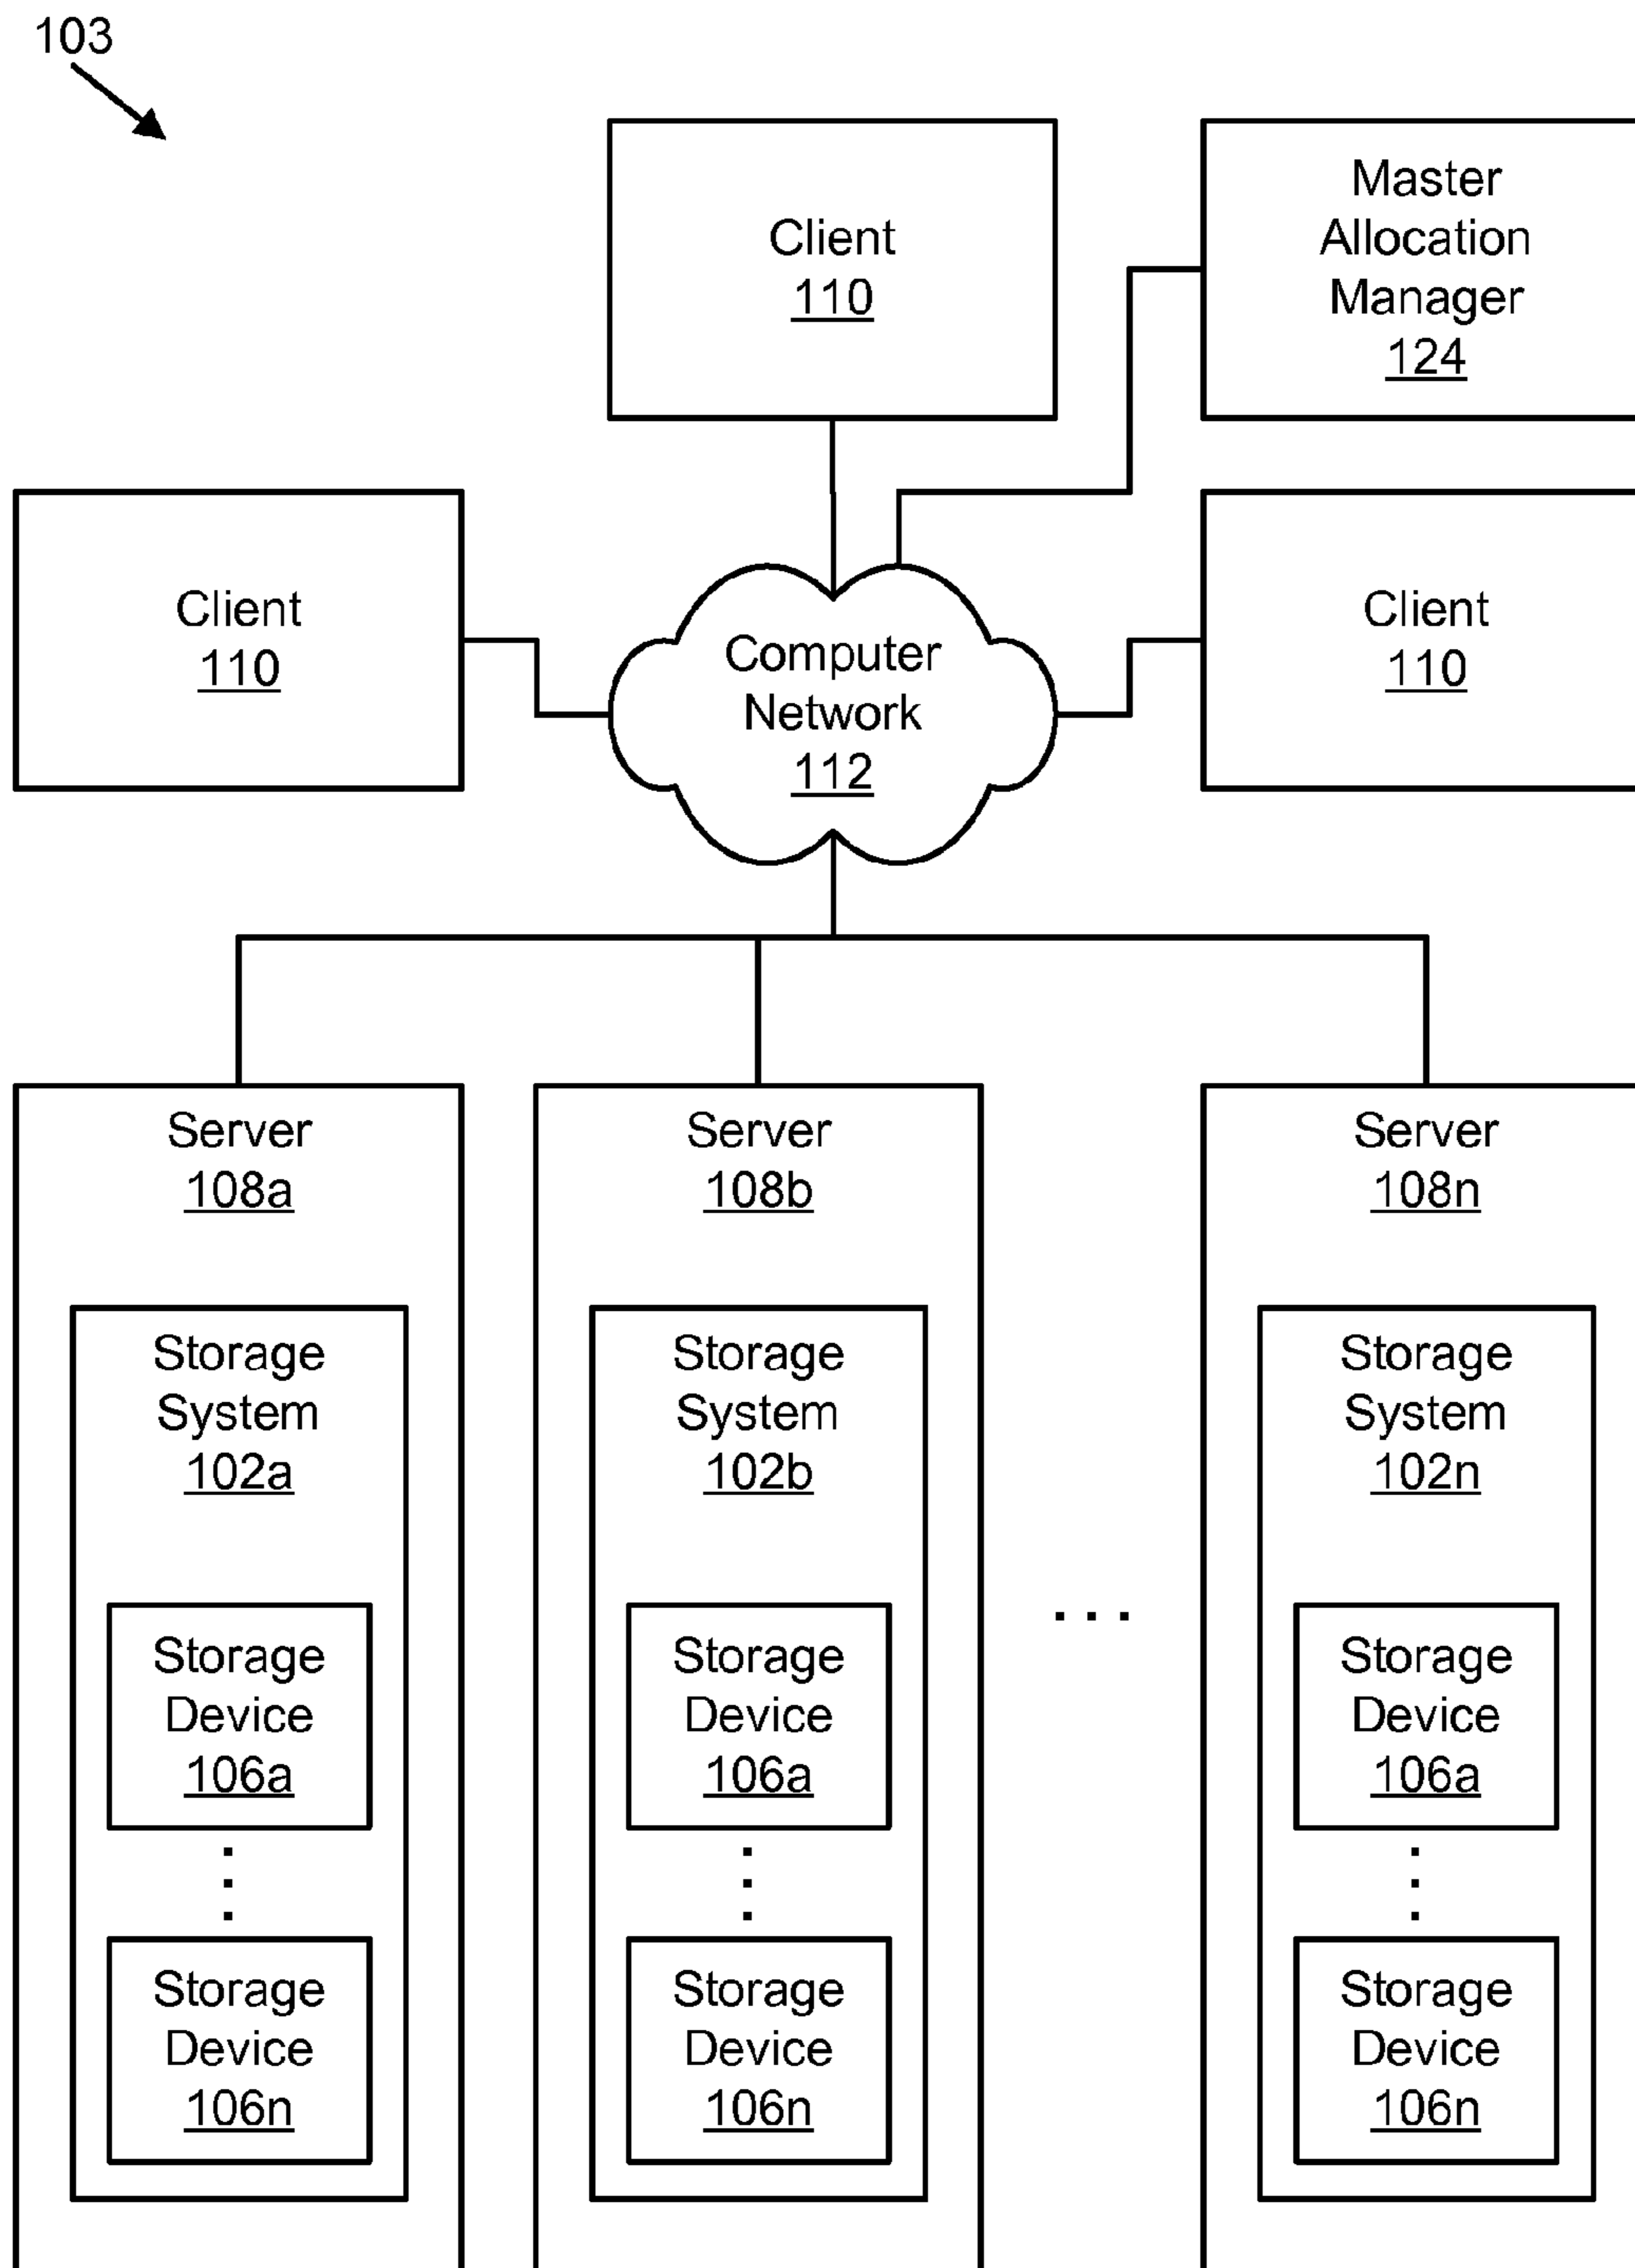 103
Client
110
Master
Allocation
Manager
124
Client
110
Computer
Network
112
Client
110
Server
108a
Storage
System
102a
Storage
Device
106a
Storage
Device
106n
Server
108b
Storage
System
102b
Storage
Device
106a
Storage
Device
106n
. . .
Server
108n
Storage
System
102n
Storage
Device
106a
Storage
Device
106n